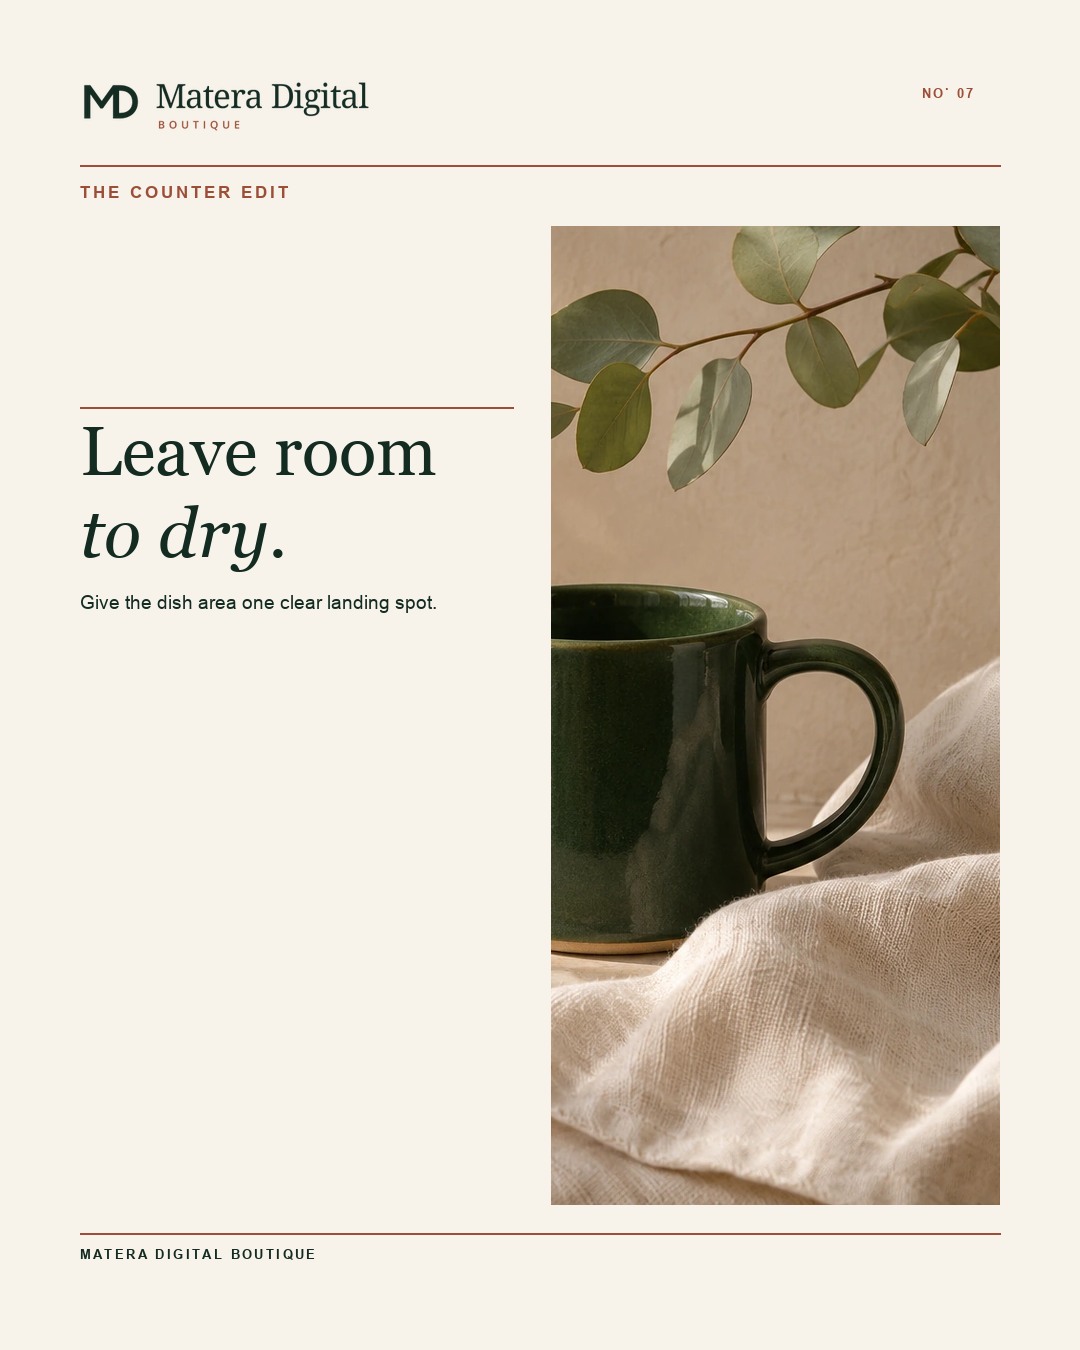 MD Matera Digital
BOUTIQUE
NO˙ 07
THE COUNTER EDIT
Leave room
to dry.
Give the dish area one clear landing spot.
MATERA DIGITAL BOUTIQUE